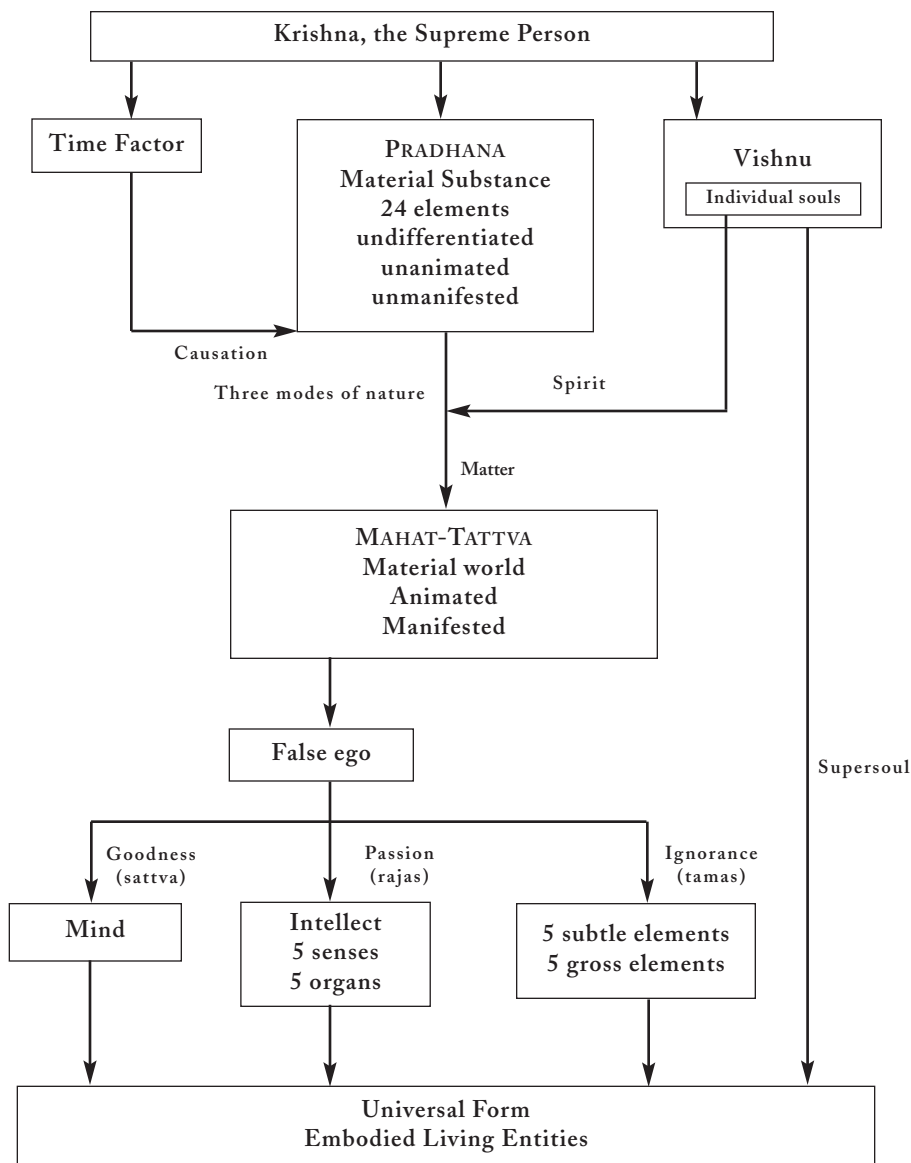 Krishna, the Supreme Person
Time Factor
PRADHANA
Material Substance
24 elements
undifferentiated
unanimated
unmanifested
Vishnu
Individual souls
Causation
Three modes of nature
Spirit
Matter
MAHAT-TATTVA
Material world
Animated
Manifested
False ego
Supersoul
Goodness
(sattva)
Passion
(rajas)
Ignorance
(tamas)
Mind
Intellect
5 senses
5 organs
5 subtle elements
5 gross elements
Universal Form
Embodied Living Entities